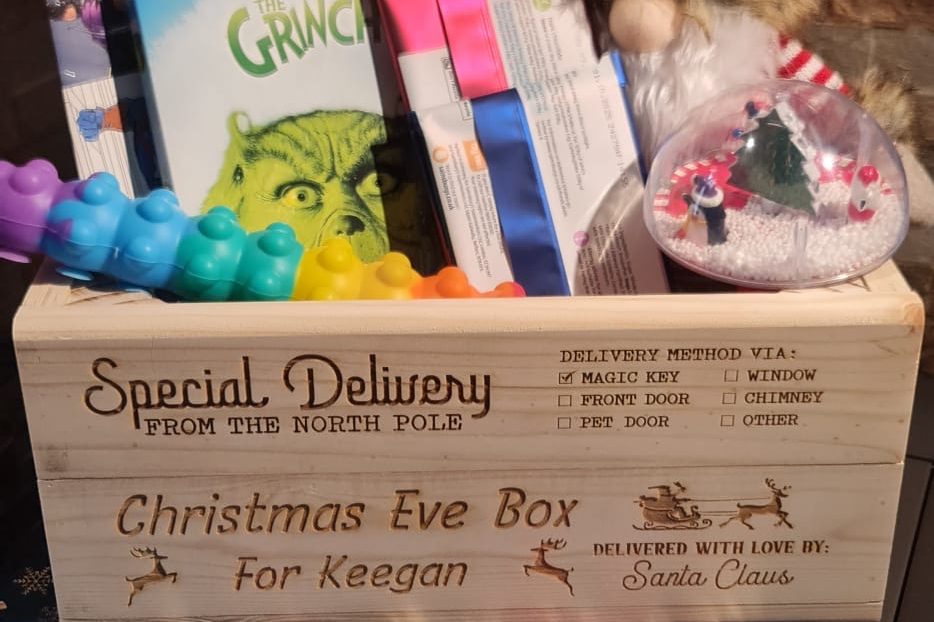 THE
GRINCH
Special Delivery
FROM THE NORTH POLE
DELIVERY METHOD VIA:
☑ MAGIC KEY ☐ WINDOW
☐ FRONT DOOR ☐ CHIMNEY
☐ PET DOOR ☐ OTHER
Christmas Eve Box
For Keegan
DELIVERED WITH LOVE BY:
Santa Claus